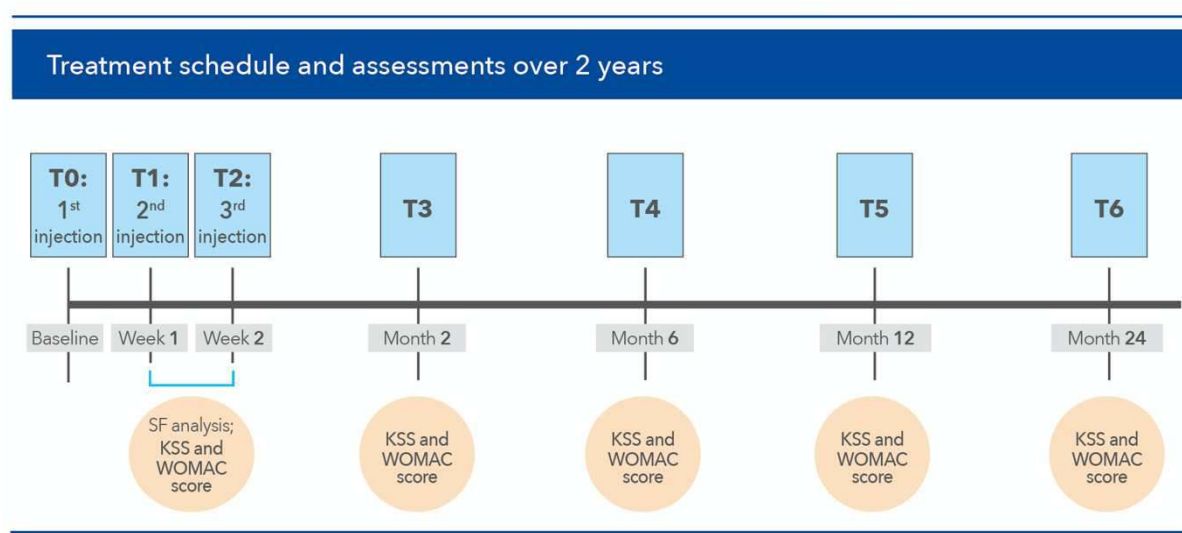 Treatment schedule and assessments over 2 years
T0:
1st
injection
T1:
2nd
injection
T2:
3rd
injection
T3
T4
T5
T6
Baseline
Week 1
Week 2
Month 2
Month 6
Month 12
Month 24
SF analysis;
KSS and
WOMAC
score
KSS and
WOMAC
score
KSS and
WOMAC
score
KSS and
WOMAC
score
KSS and
WOMAC
score